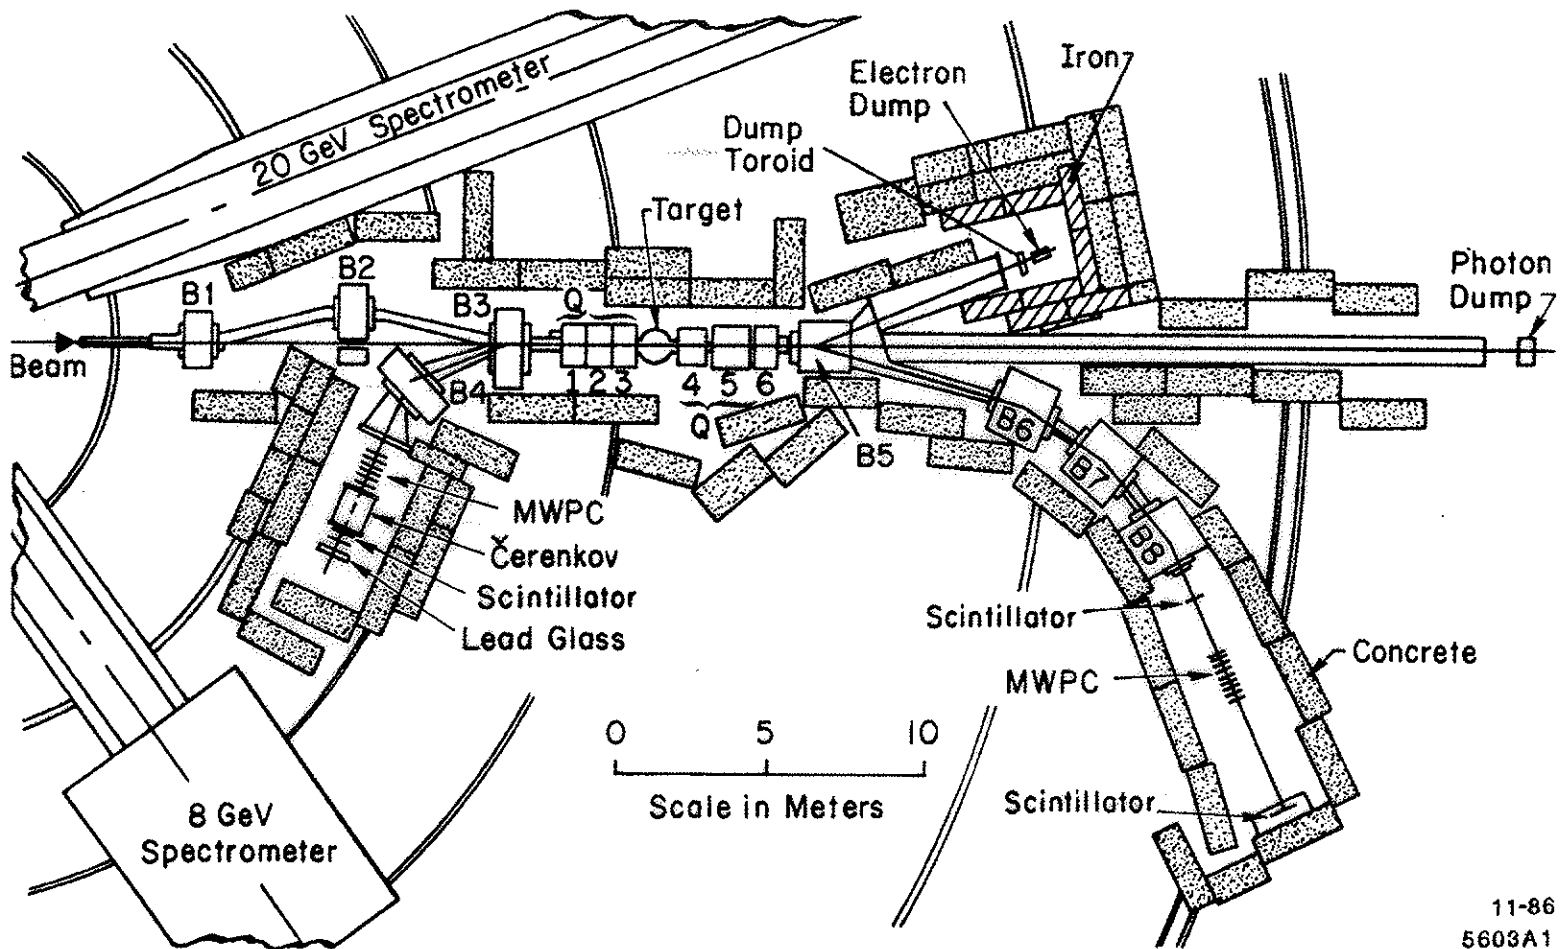 20 GeV Spectrometer
Electron
Dump
Iron
Dump
Toroid
Target
Photon
Dump
B1
B2
B3
Q
Beam
B4
1 2 3
4 5 6
Q
B5
B6
B7
B8
MWPC
Čerenkov
Scintillator
Lead Glass
Scintillator
MWPC
Concrete
Scintillator
0 5 10
Scale in Meters
8 GeV
Spectrometer
11-86
5603A1